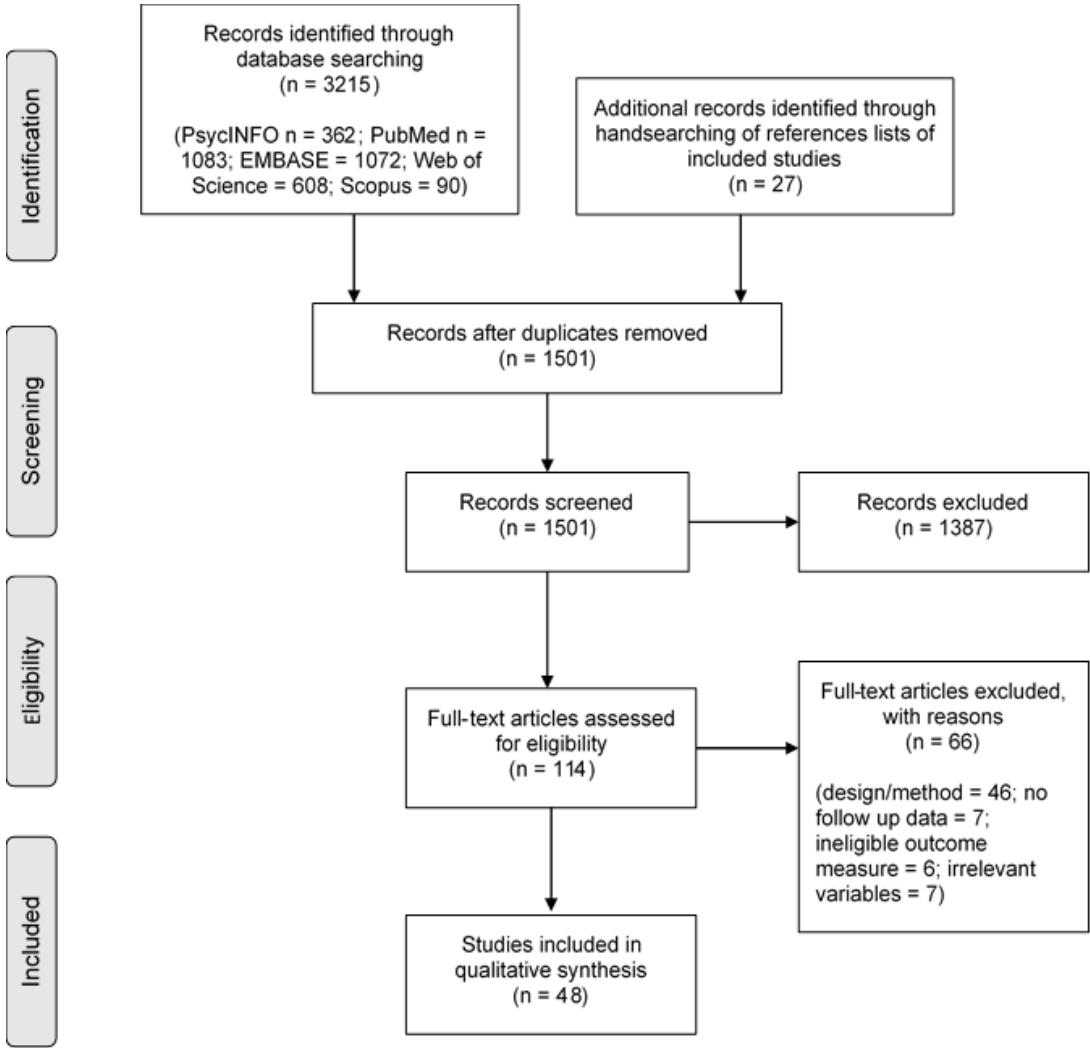 Identification
Records identified through
database searching
(n = 3215)
(PsycINFO n = 362; PubMed n =
1083; EMBASE = 1072; Web of
Science = 608; Scopus = 90)
Additional records identified through
handsearching of references lists of
included studies
(n = 27)
Screening
Records after duplicates removed
(n = 1501)
Records screened
(n = 1501)
Records excluded
(n = 1387)
Eligibility
Full-text articles assessed
for eligibility
(n = 114)
Full-text articles excluded,
with reasons
(n = 66)
(design/method = 46; no
follow up data = 7;
ineligible outcome
measure = 6; irrelevant
variables = 7)
Included
Studies included in
qualitative synthesis
(n = 48)